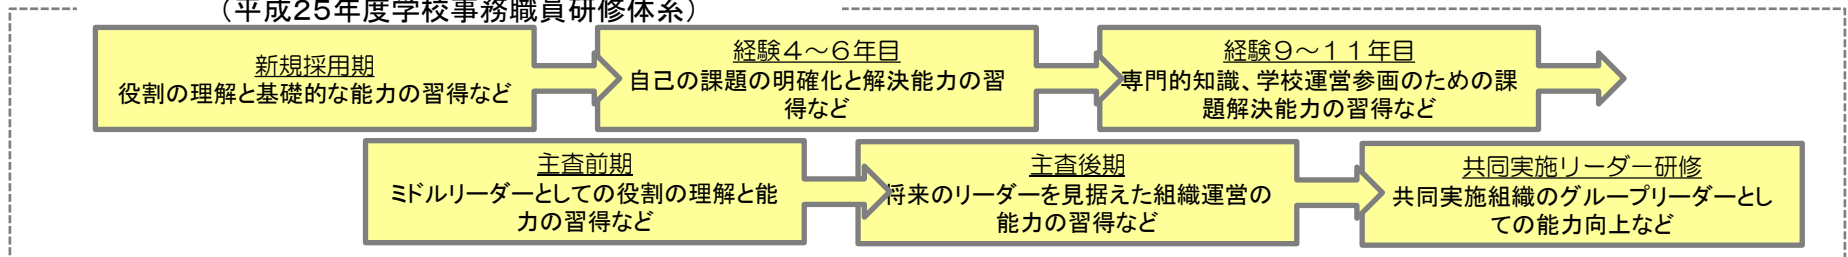 （平成２５年度学校事務職員研修体系）
新規採用期
役割の理解と基礎的な能力の習得など
経験４～６年目
自己の課題の明確化と解決能力の習
得など
経験９～１１年目
専門的知識、学校運営参画のための課
題解決能力の習得など
主査前期
ミドルリーダーとしての役割の理解と能
力の習得など
主査後期
将来のリーダーを見据えた組織運営の
能力の習得など
共同実施リーダー研修
共同実施組織のグループリーダーとし
ての能力向上など